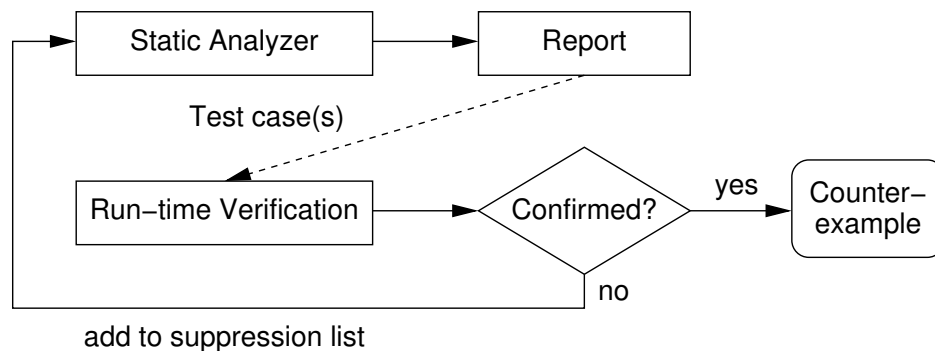 Static Analyzer
Report
Test case(s)
Run−time Verification
Confirmed?
yes
Counter−
example
no
add to suppression list